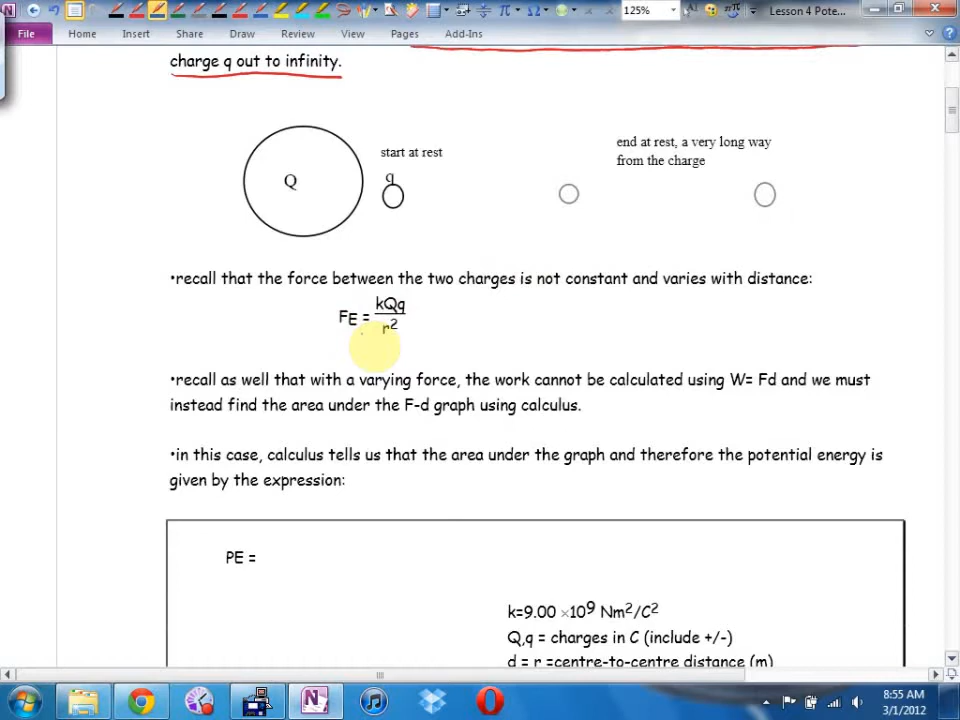 125%
Lesson 4 Pote...
File Home Insert Share Draw Review View Pages Add-Ins
charge q out to infinity.
end at rest, a very long way
from the charge
start at rest
q
Q
•recall that the force between the two charges is not constant and varies with distance:
FE = kQq
r2
•recall as well that with a varying force, the work cannot be calculated using W= Fd and we must
instead find the area under the F-d graph using calculus.
•in this case, calculus tells us that the area under the graph and therefore the potential energy is
given by the expression:
PE =
k=9.00 ×109 Nm2/C2
Q,q = charges in C (include +/-)
d = r =centre-to-centre distance (m)
8:55 AM
3/1/2012